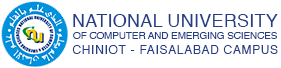 NATIONAL UNIVERSITY
OF COMPUTER AND EMERGING SCIENCES
CHINIOT - FAISALABAD CAMPUS